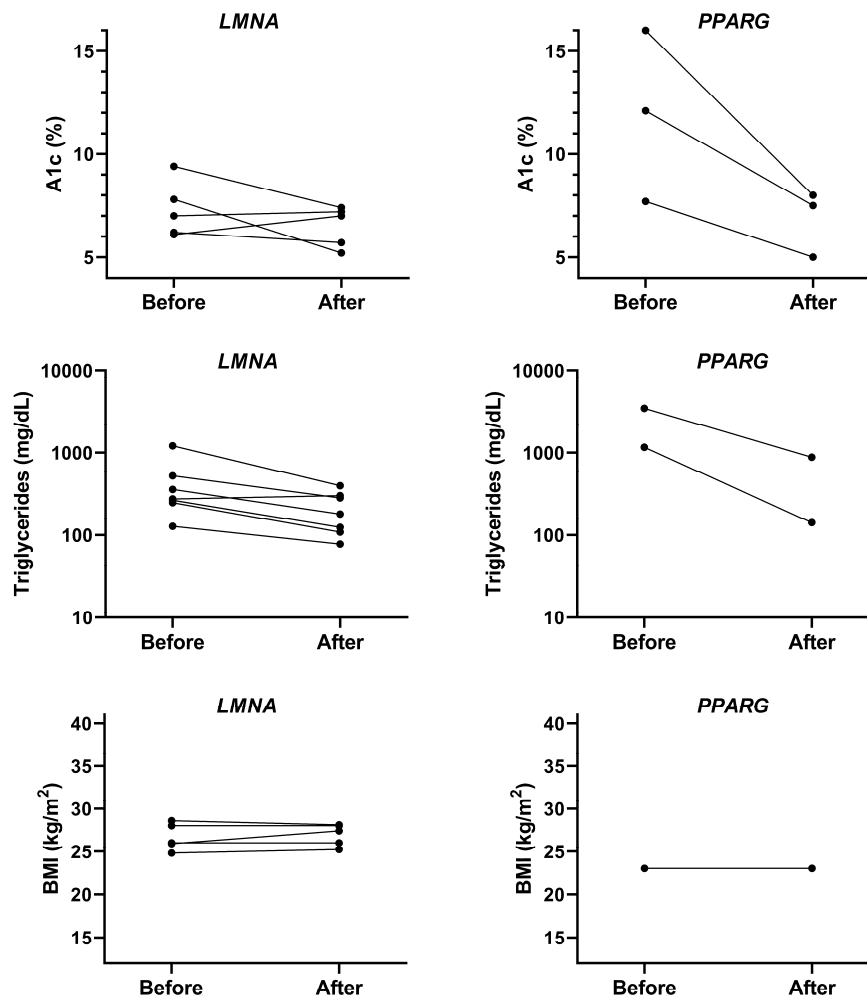 LMNA
PPARG
A1c (%)
15
10
5
Before After
A1c (%)
15
10
5
Before After
LMNA
PPARG
Triglycerides (mg/dL)
10000
1000
100
10
Before After
Triglycerides (mg/dL)
10000
1000
100
10
Before After
LMNA
PPARG
BMI (kg/m²)
40
35
30
25
20
15
Before After
BMI (kg/m²)
40
35
30
25
20
15
Before After